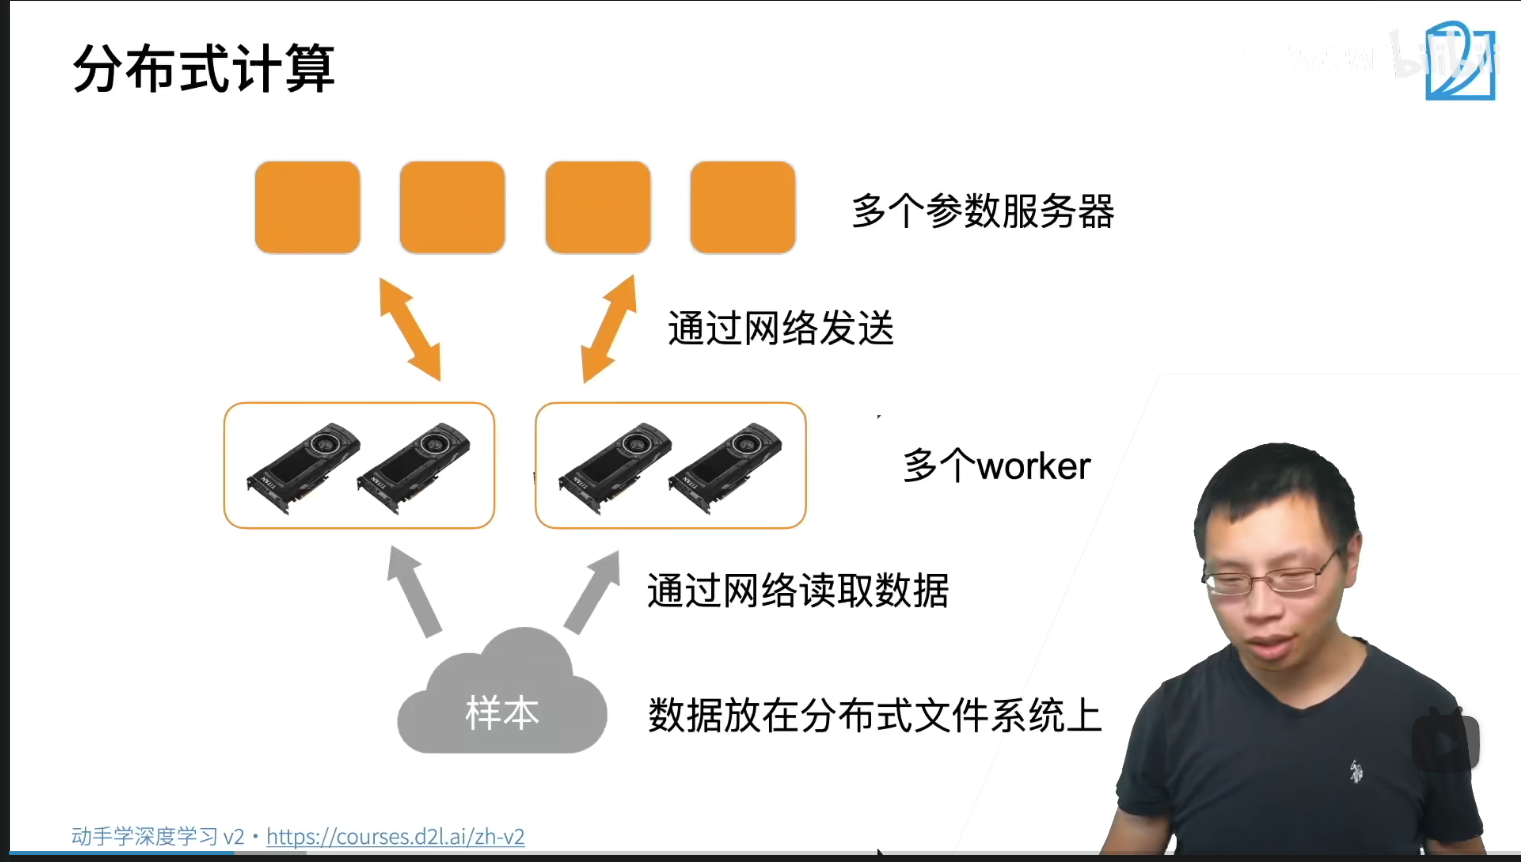 分布式计算
bilibili
多个参数服务器
通过网络发送
多个worker
通过网络读取数据
样本
数据放在分布式文件系统上
动手学深度学习 v2 • https://courses.d2l.ai/zh-v2